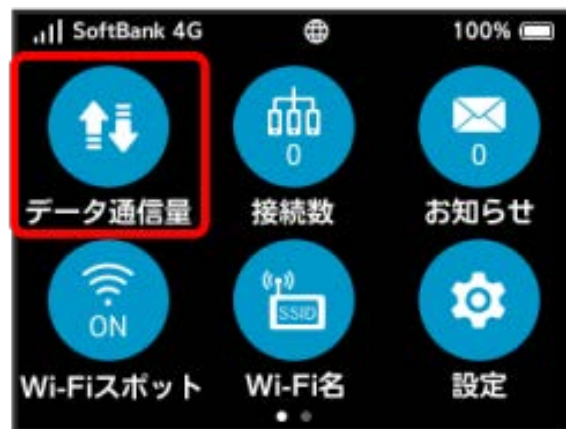 SoftBank 4G 100%
0 0
データ通信量 接続数 お知らせ
ON SSID
Wi-Fiスポット Wi-Fi名 設定